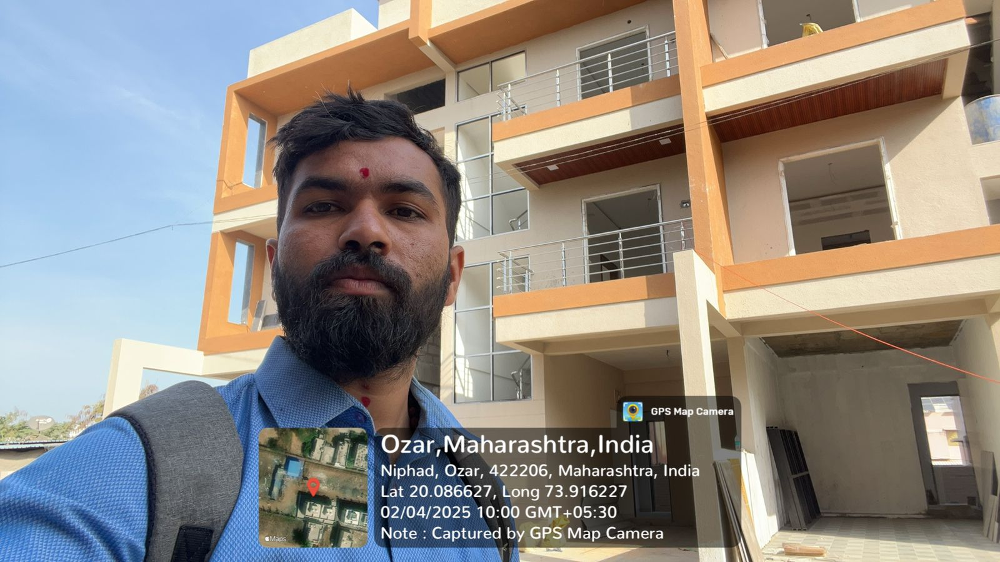 GPS Map Camera
Ozar,Maharashtra,India
Niphad, Ozar, 422206, Maharashtra, India
Lat 20.086627, Long 73.916227
02/04/2025 10:00 GMT+05:30
Note : Captured by GPS Map Camera
Maps